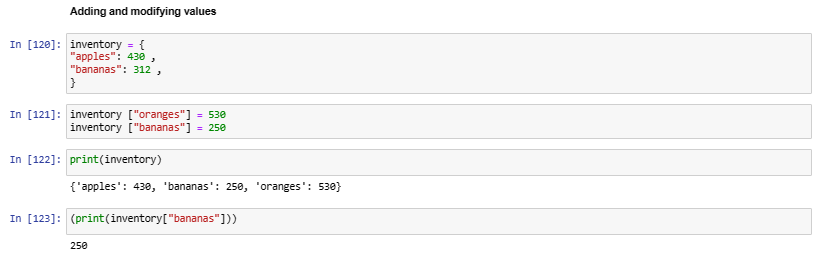 Adding and modifying values
In [120]: inventory = {
"apples": 430 ,
"bananas": 312 ,
}
In [121]: inventory ["oranges"] = 530
inventory ["bananas"] = 250
In [122]: print(inventory)
{'apples': 430, 'bananas': 250, 'oranges': 530}
In [123]: (print(inventory["bananas"]))
250